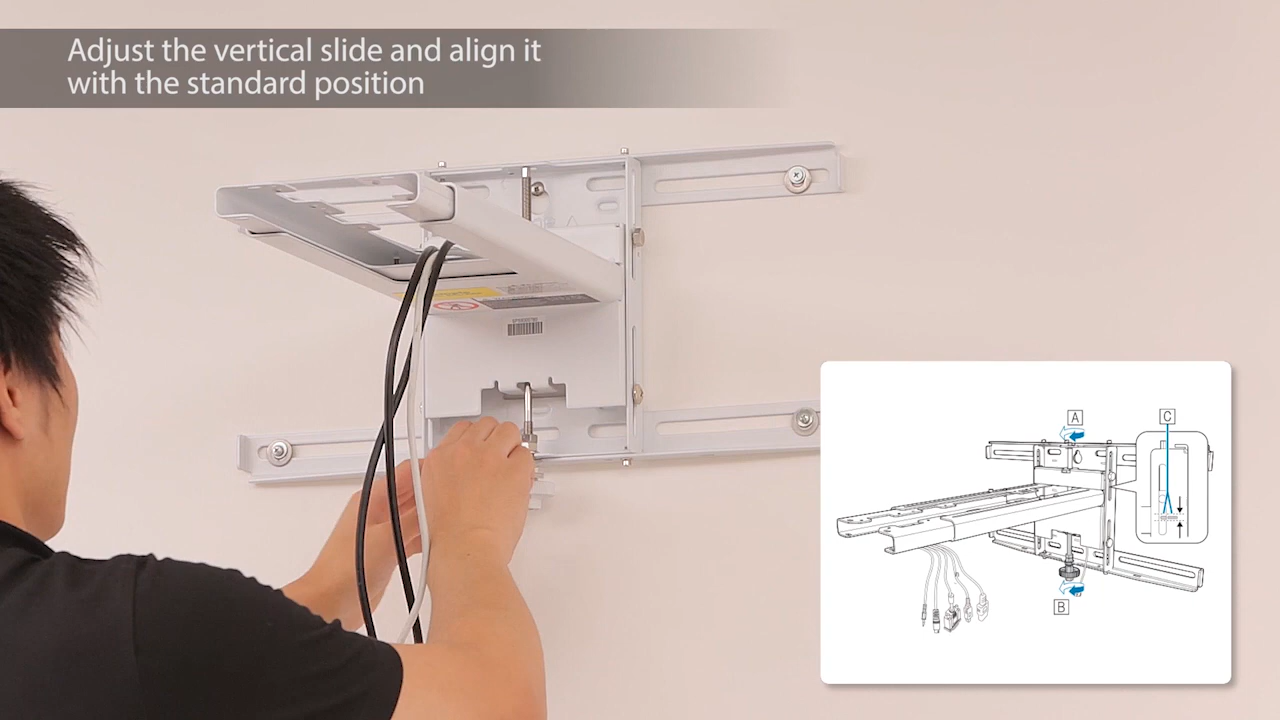 Adjust the vertical slide and align it
with the standard position
A
C
B